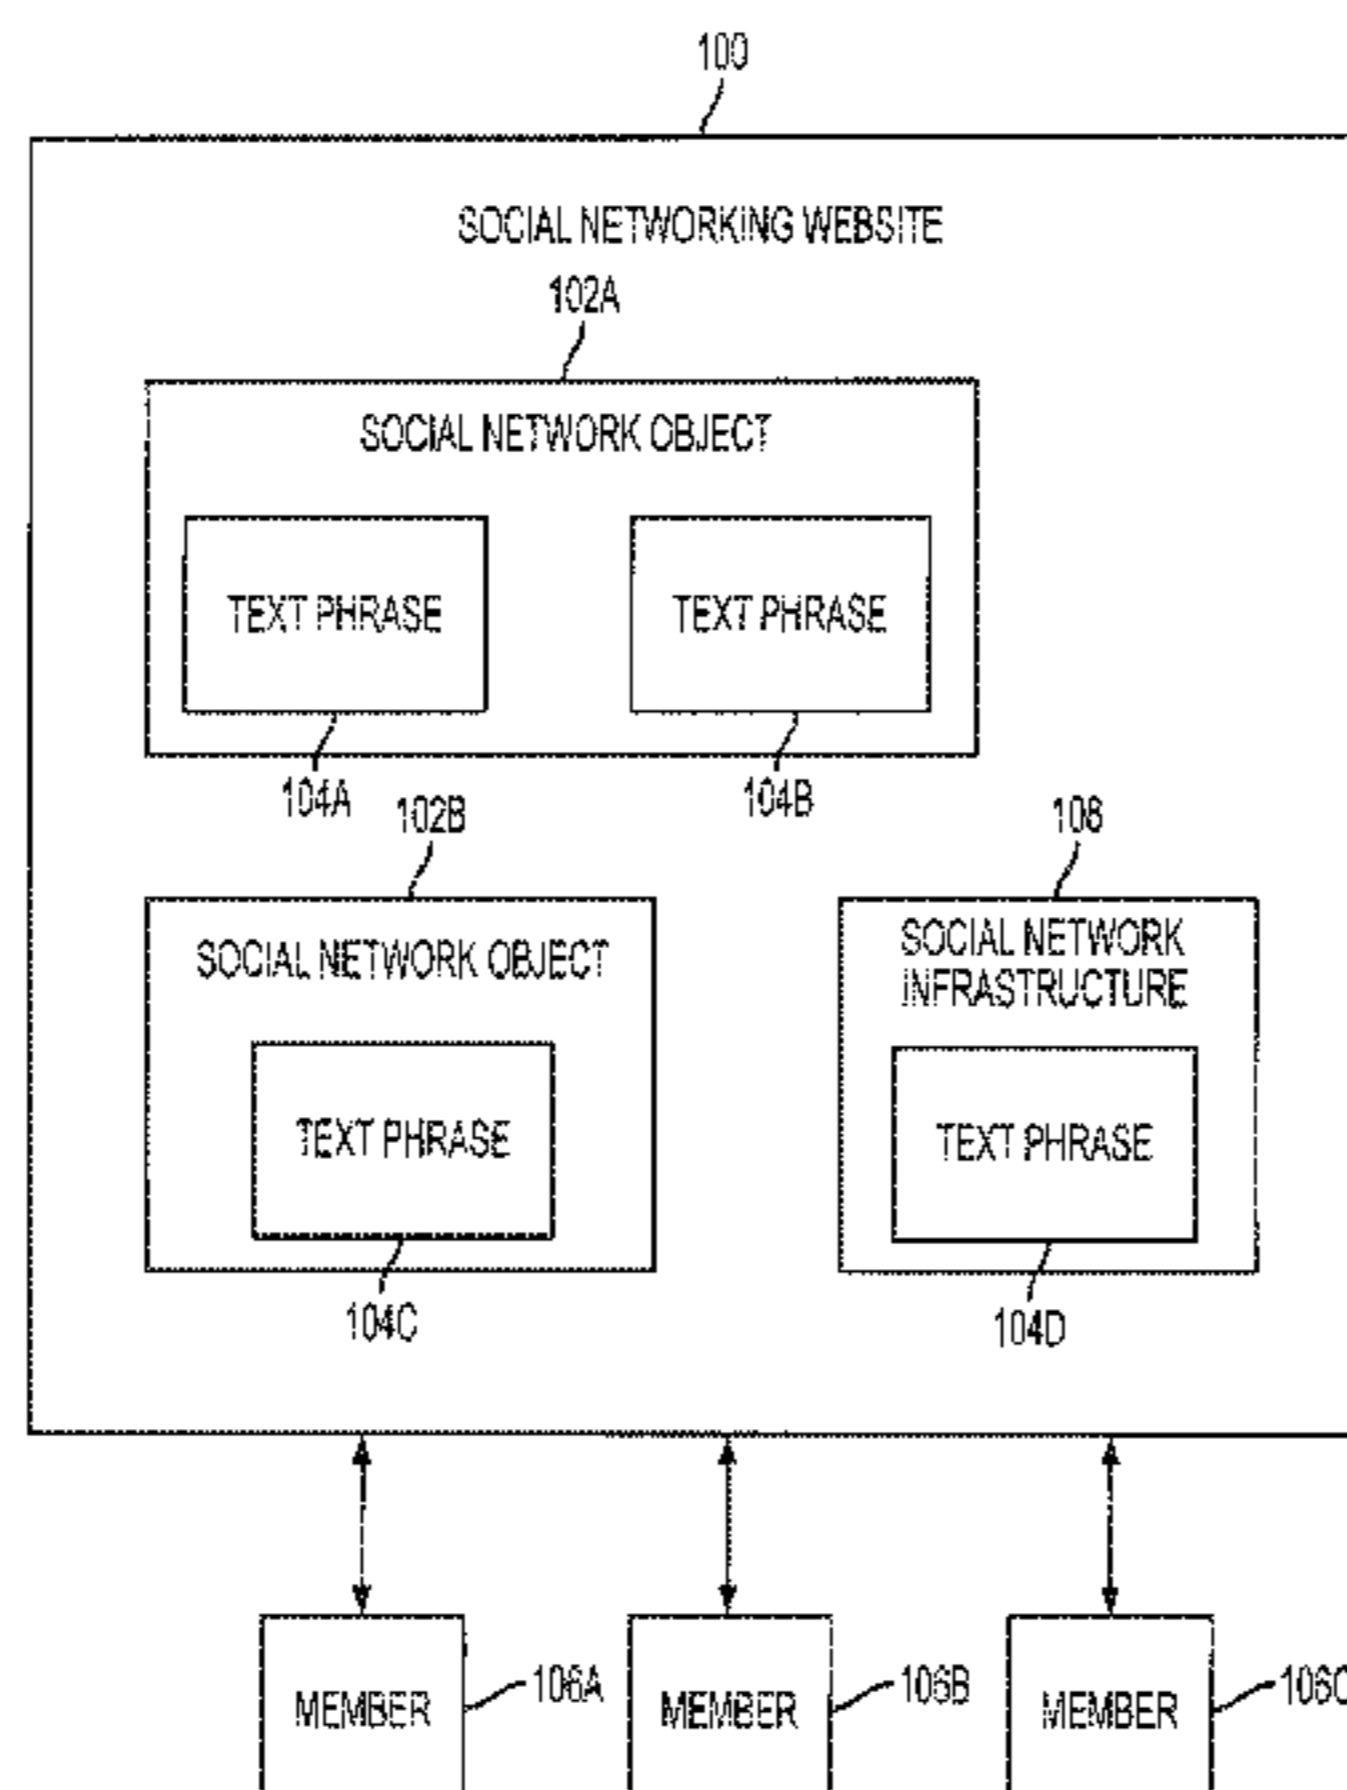 100
SOCIAL NETWORKING WEBSITE
102A
SOCIAL NETWORK OBJECT
TEXT PHRASE
TEXT PHRASE
104A
104B
102B
108
SOCIAL NETWORK OBJECT
SOCIAL NETWORK
INFRASTRUCTURE
TEXT PHRASE
TEXT PHRASE
104C
104D
MEMBER
106A
MEMBER
106B
MEMBER
106C